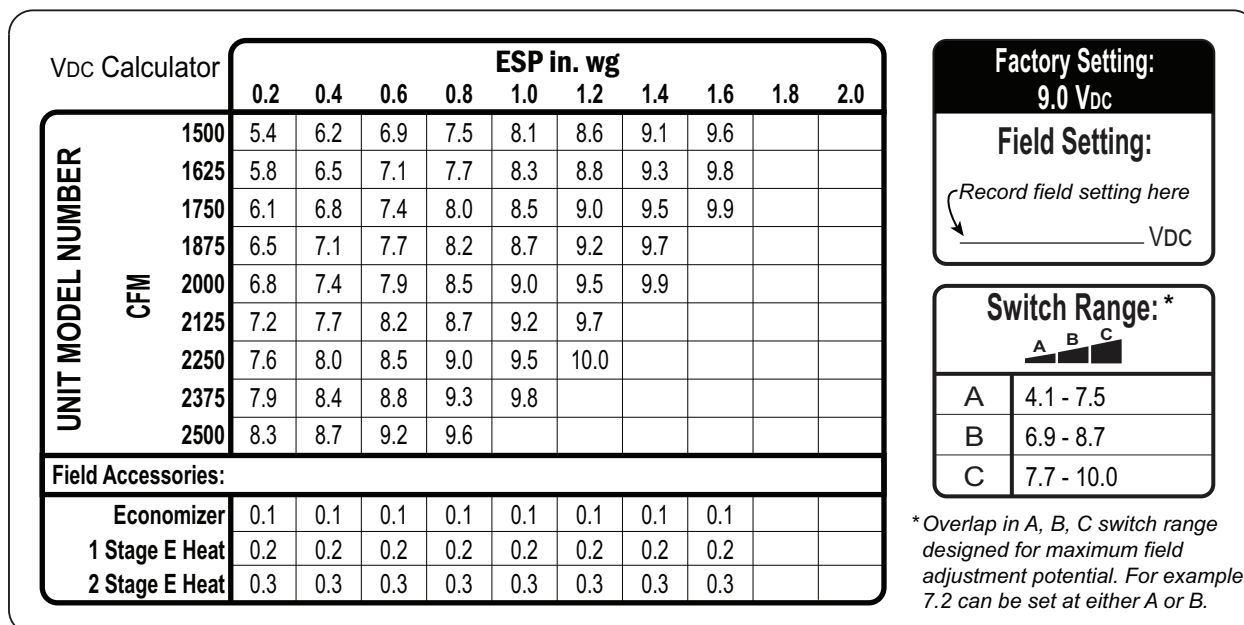 VDC Calculator
ESP in. wg
0.2 0.4 0.6 0.8 1.0 1.2 1.4 1.6 1.8 2.0
UNIT MODEL NUMBER
CFM
1500 5.4 6.2 6.9 7.5 8.1 8.6 9.1 9.6
1625 5.8 6.5 7.1 7.7 8.3 8.8 9.3 9.8
1750 6.1 6.8 7.4 8.0 8.5 9.0 9.5 9.9
1875 6.5 7.1 7.7 8.2 8.7 9.2 9.7
2000 6.8 7.4 7.9 8.5 9.0 9.5 9.9
2125 7.2 7.7 8.2 8.7 9.2 9.7
2250 7.6 8.0 8.5 9.0 9.5 10.0
2375 7.9 8.4 8.8 9.3 9.8
2500 8.3 8.7 9.2 9.6
Field Accessories:
Economizer 0.1 0.1 0.1 0.1 0.1 0.1 0.1 0.1
1 Stage E Heat 0.2 0.2 0.2 0.2 0.2 0.2 0.2 0.2
2 Stage E Heat 0.3 0.3 0.3 0.3 0.3 0.3 0.3 0.3
Factory Setting:
9.0 VDC
Field Setting:
Record field setting here
VDC
Switch Range: *
A B C
A 4.1 - 7.5
B 6.9 - 8.7
C 7.7 - 10.0
* Overlap in A, B, C switch range
designed for maximum field
adjustment potential. For example
7.2 can be set at either A or B.